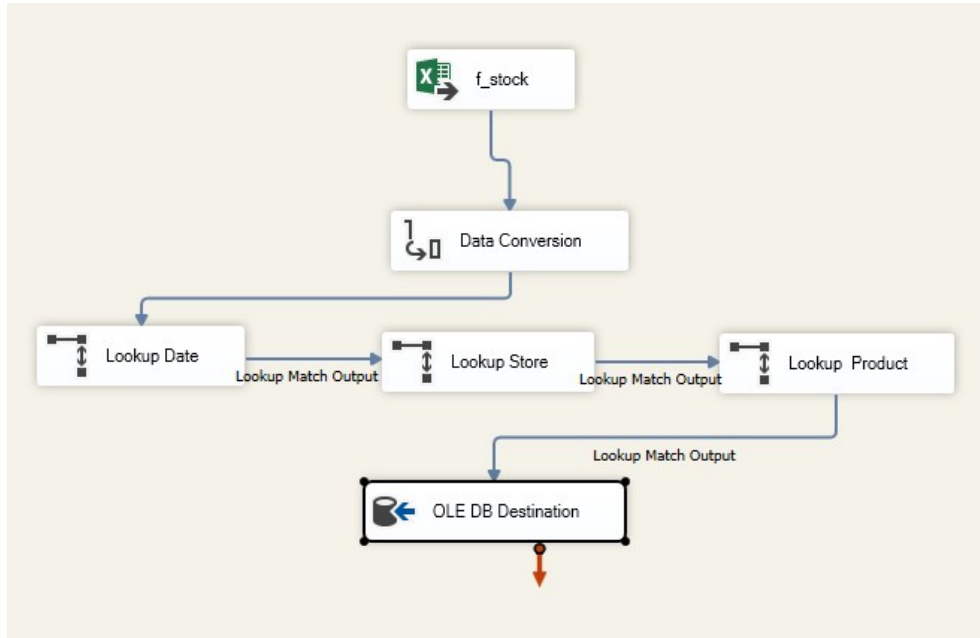 f_stock
Data Conversion
Lookup Date
Lookup Match Output
Lookup Store
Lookup Match Output
Lookup Product
Lookup Match Output
OLE DB Destination